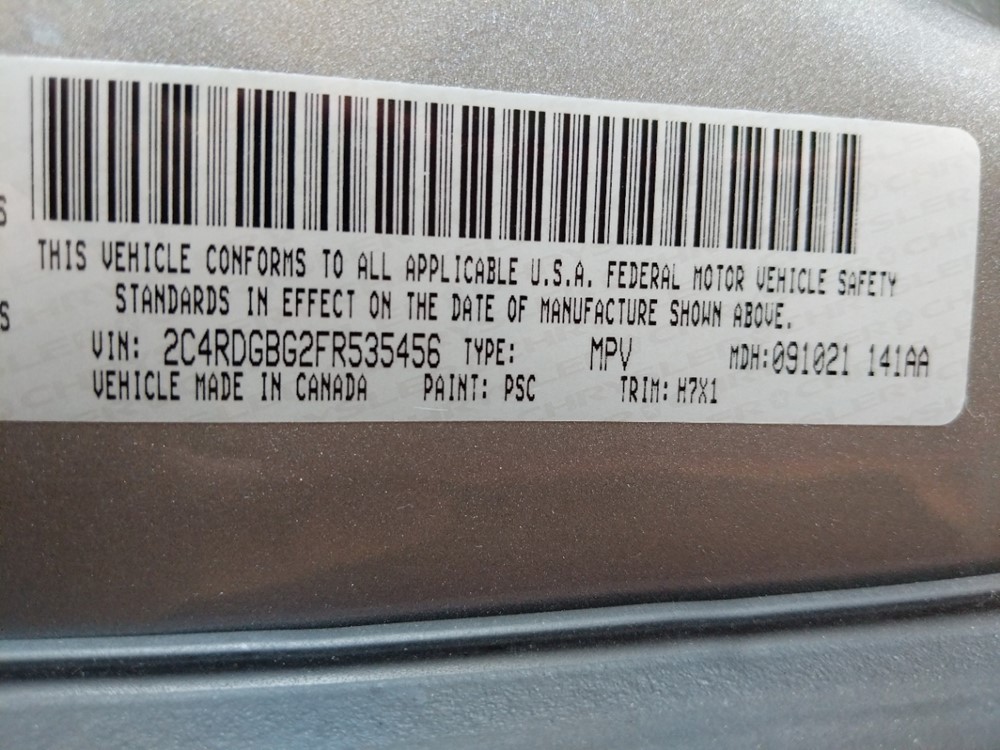 S
THIS VEHICLE CONFORMS TO ALL APPLICABLE U.S.A. FEDERAL MOTOR VEHICLE SAFETY
S
STANDARDS IN EFFECT ON THE DATE OF MANUFACTURE SHOWN ABOVE.
VIN: 2C4RDGBG2FR535456 TYPE: MPV MDH:091021 141AA
VEHICLE MADE IN CANADA PAINT: PSC TRIM: H7X1